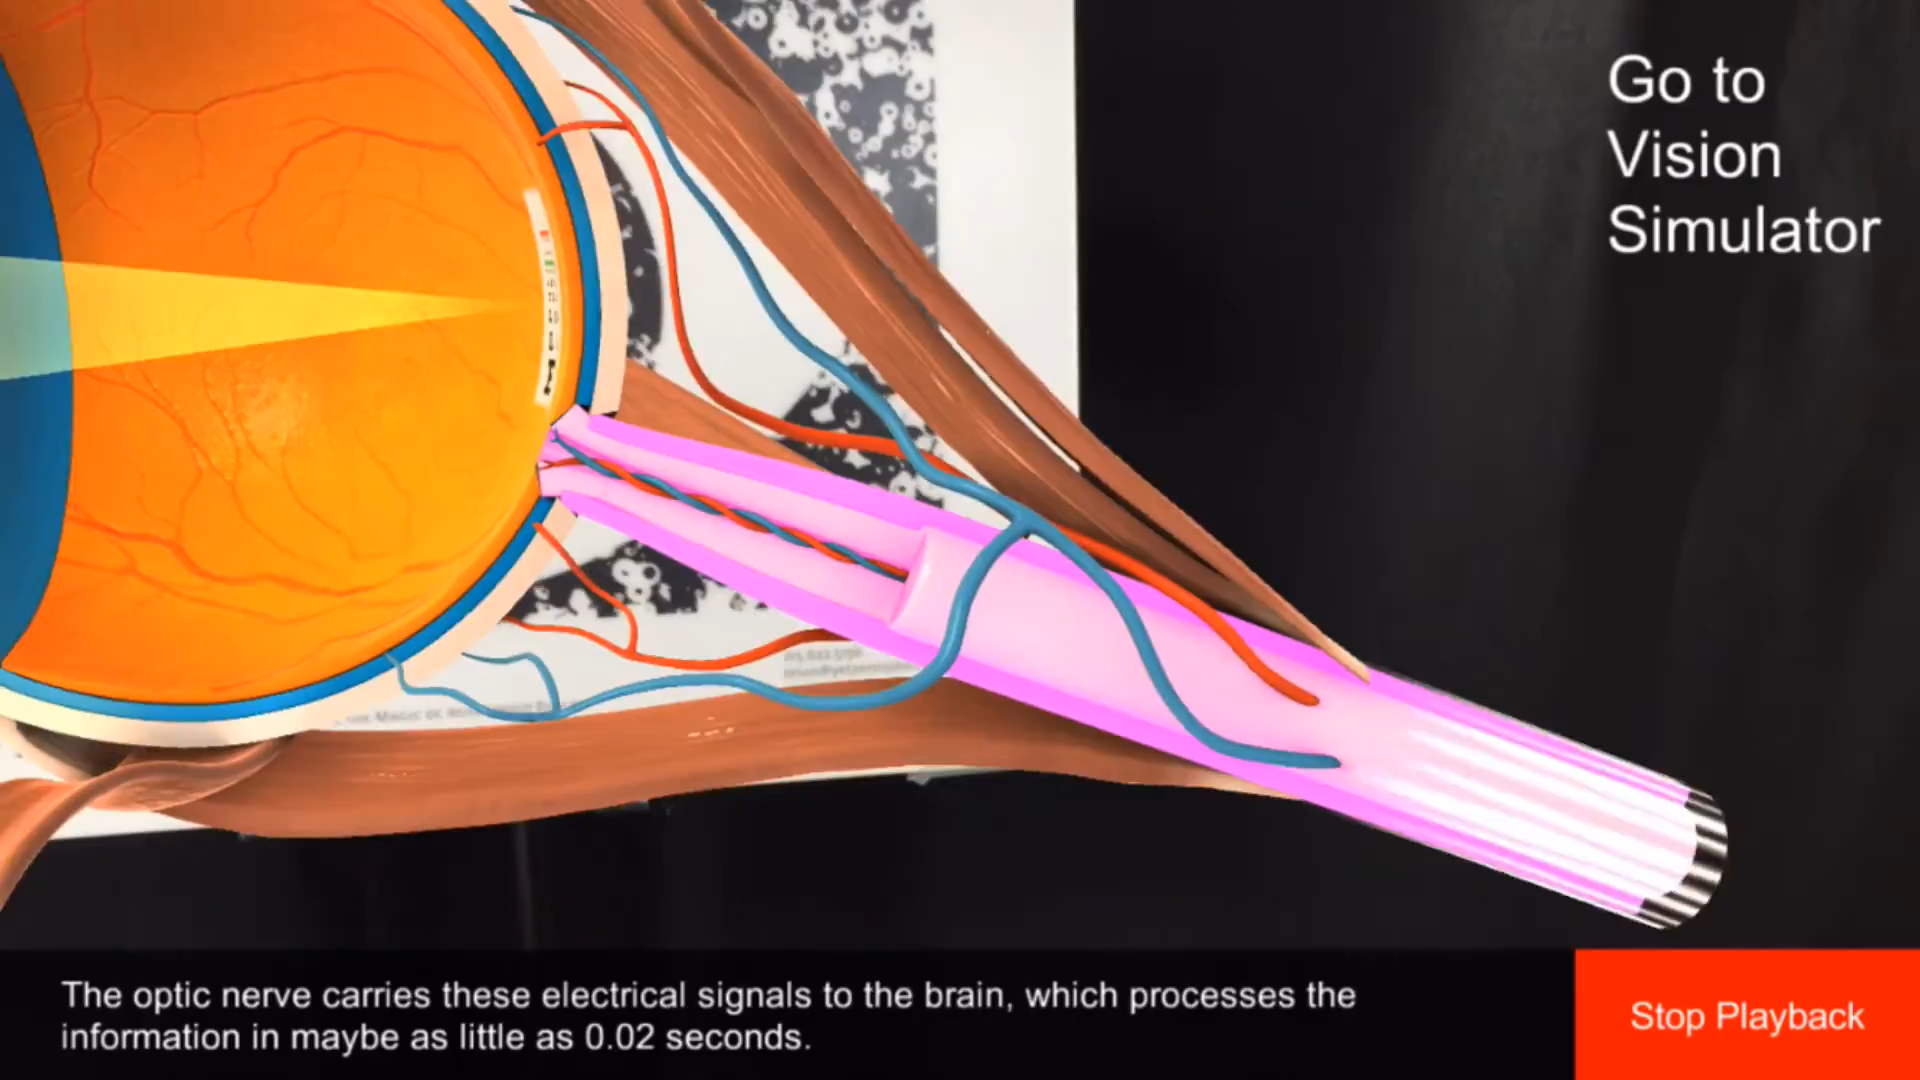 Go to
Vision
Simulator
The optic nerve carries these electrical signals to the brain, which processes the
information in maybe as little as 0.02 seconds.
Stop Playback